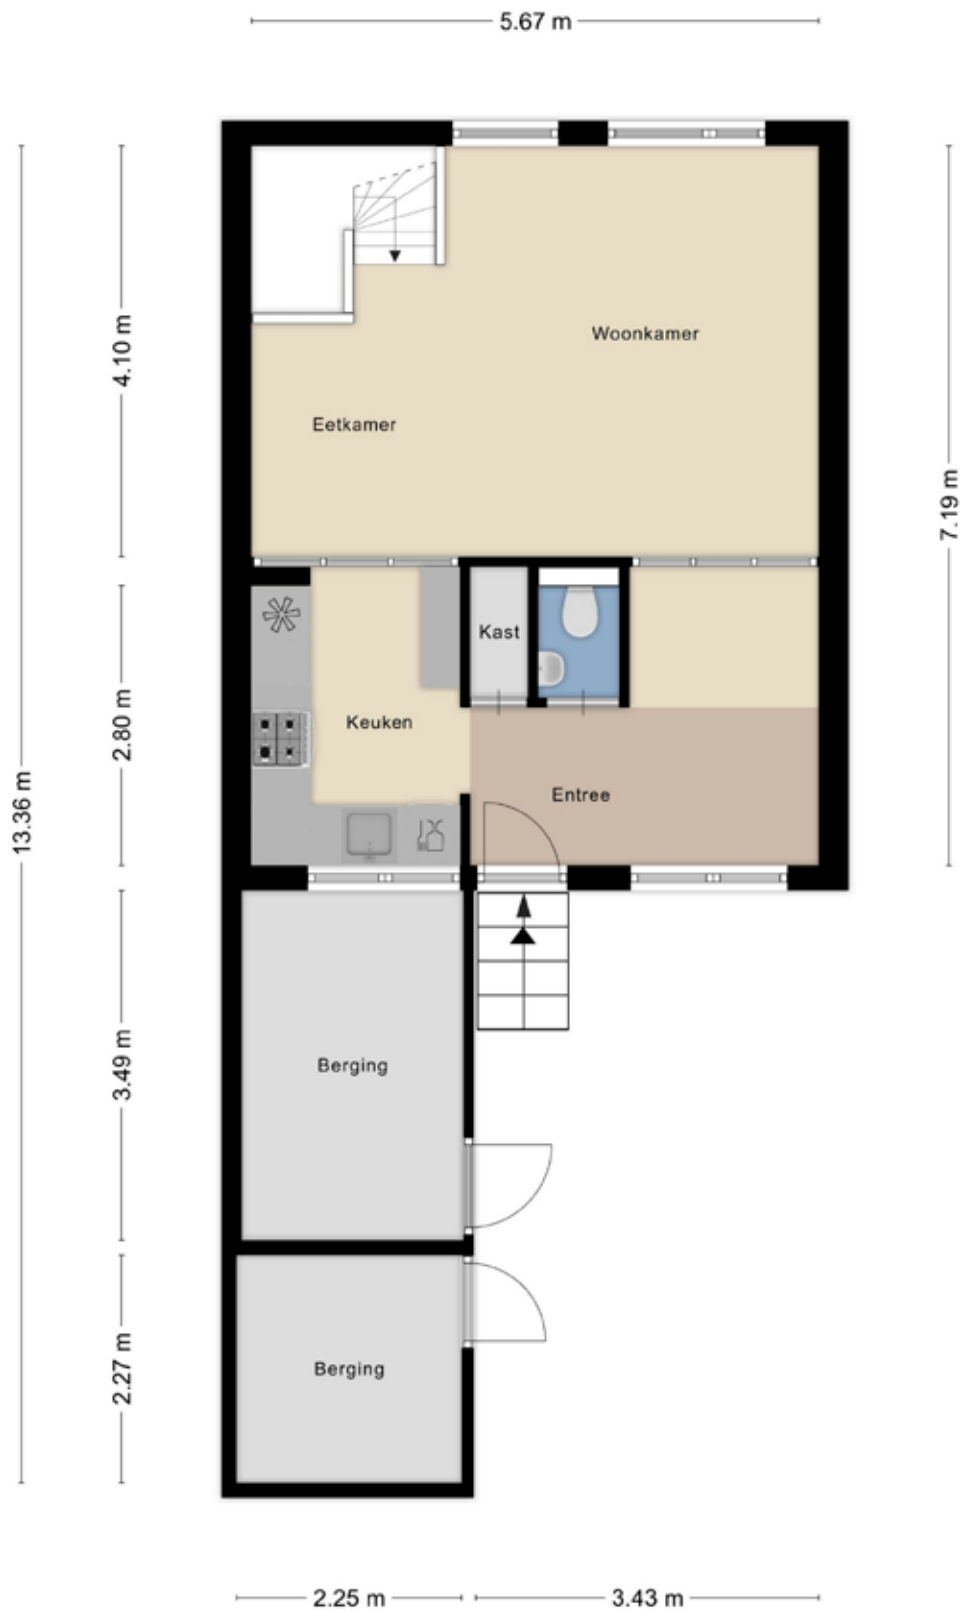 5.67 m
4.10 m
Woonkamer
Eetkamer
7.19 m
Kast
2.80 m
Keuken
Entree
13.36 m
3.49 m
Berging
2.27 m
Berging
2.25 m
3.43 m